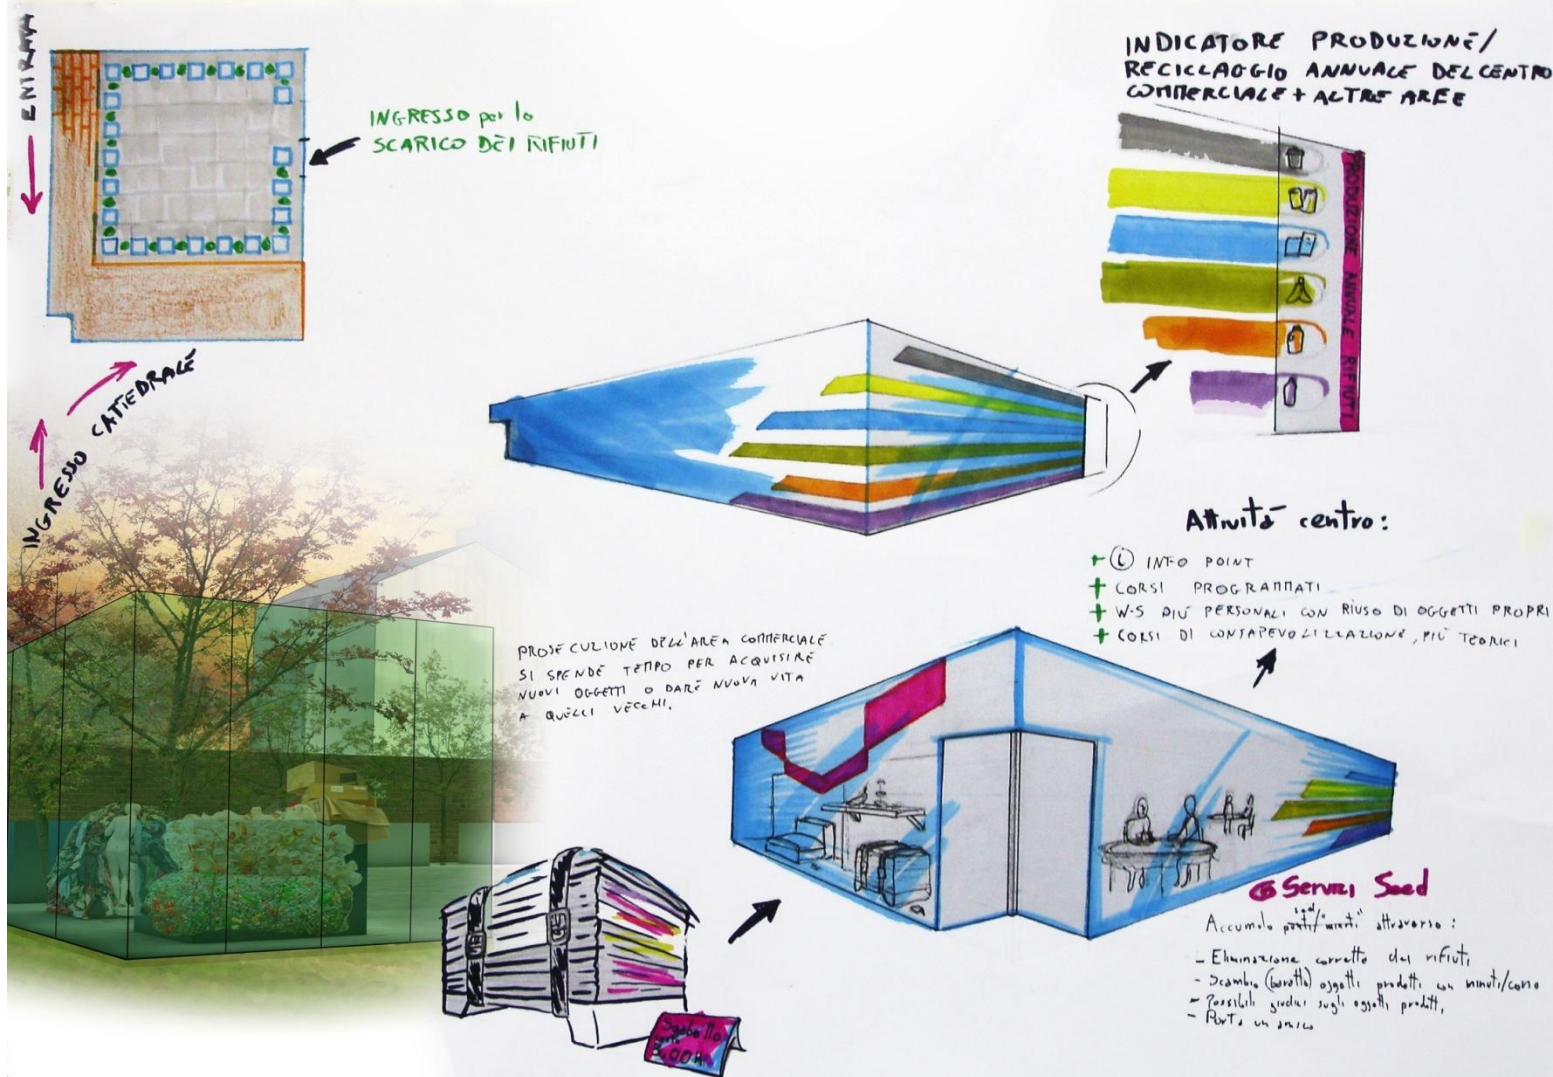 ENTRATA
INGRESSO per lo
SCARICO DEI RIFIUTI
INGRESSO CATTEDRALE
INDICATORE PRODUZIONE/
RECICLAGGIO ANNUALE DEL CENTRO
COMMERCIALE + ALTRE AREE
PRODUZIONE ANNUALE RIFIUTI
Attività centro:
+ i INFO POINT
+ CORSI PROGRAMMATI
+ W-S PIÙ PERSONALI CON RIUSO DI OGGETTI PROPRI
+ CORSI DI CONSAPEVOLIZZAZIONE, PIÙ TEORICI
PROSECUZIONE DELL'AREA COMMERCIALE.
SI SPENDE TEMPO PER ACQUISIRE
NUOVI OGGETTI O DARE NUOVA VITA
A QUELLI VECCHI.
Servizi Seed
Accumulo attraverso:
- Eliminazione corretta dei rifiuti
- Scambio (baratto) oggetti prodotti con minuti/corso
- Possibili giudizi sugli oggetti prodotti,
- Porta un amico
Sgabello
3.00h